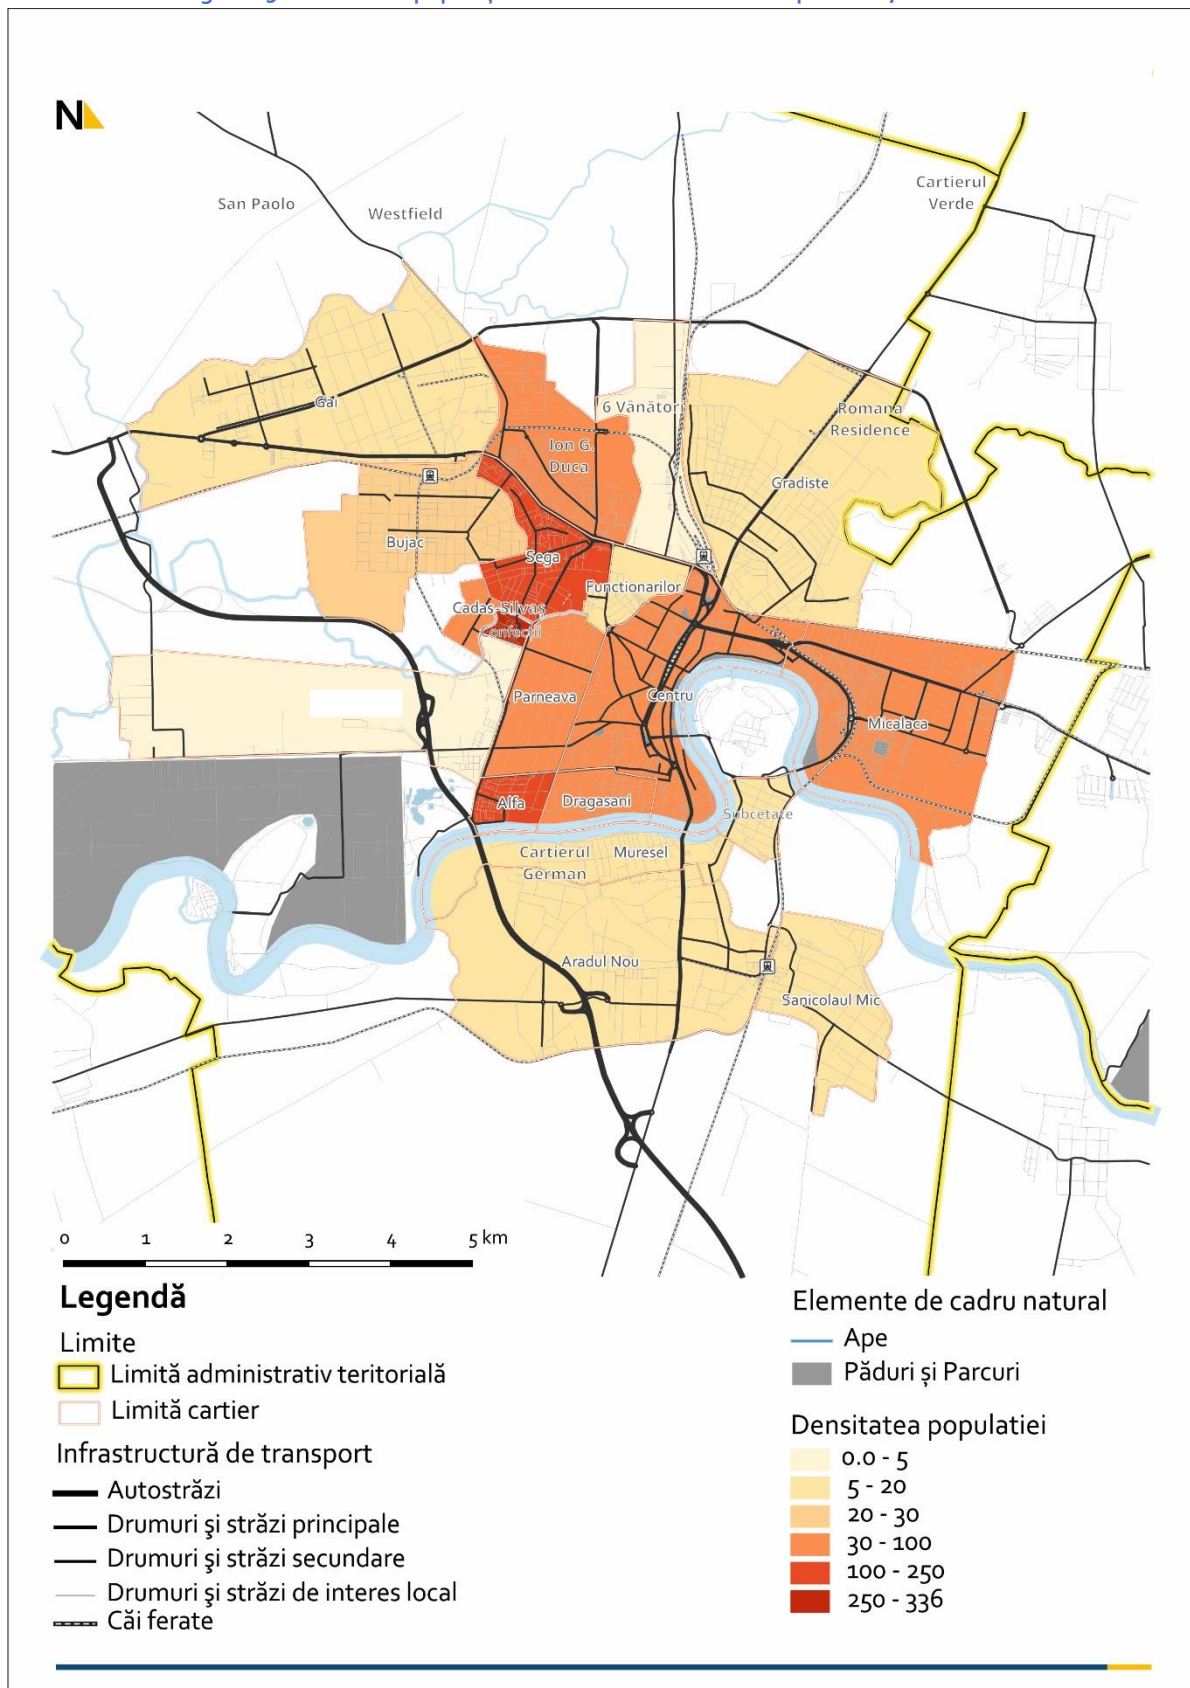 N
San Paolo
Westfield
Cartierul
Verde
Gai
6 Vânători
Romana
Residence
Ion G.
Duca
Gradiste
Bujac
Sega
Functionarilor
Cadas-Silvaș
Confectii
Parneava
Centru
Micalaca
Alfa
Dragasani
Subcetate
Cartierul
German
Muresel
Aradul Nou
Sanicolaul Mic
0 1 2 3 4 5 km
Legendă
Limite
Limită administrativ teritorială
Limită cartier
Infrastructură de transport
Autostrăzi
Drumuri şi străzi principale
Drumuri şi străzi secundare
Drumuri şi străzi de interes local
Căi ferate
Elemente de cadru natural
Ape
Păduri și Parcuri
Densitatea populatiei
0.0 - 5
5 - 20
20 - 30
30 - 100
100 - 250
250 - 336